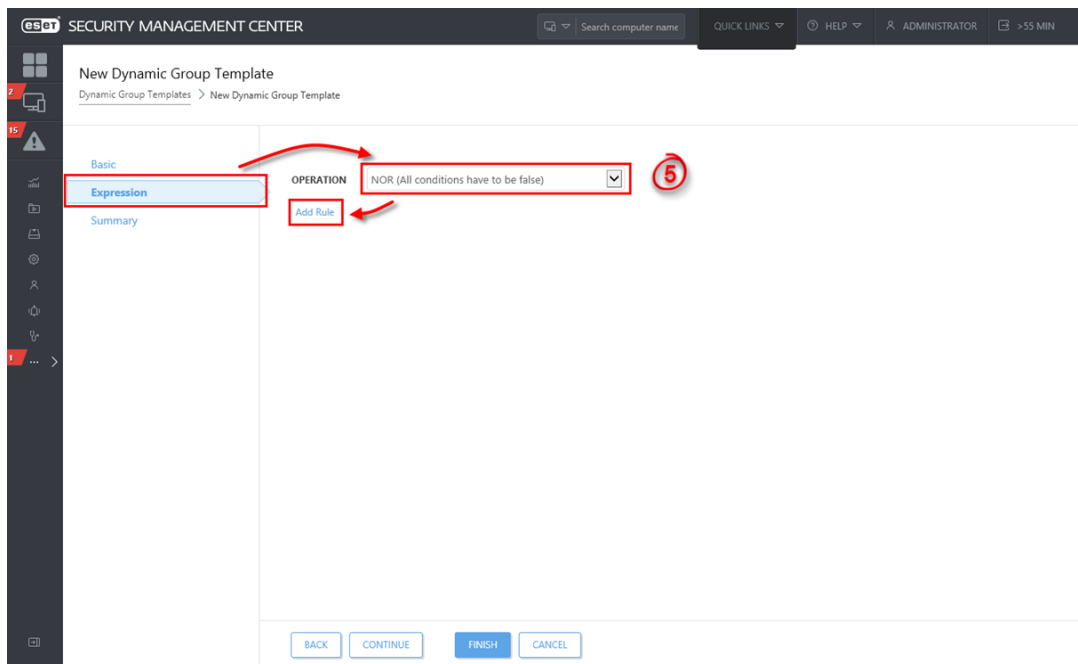 eset SECURITY MANAGEMENT CENTER Search computer name QUICK LINKS HELP ADMINISTRATOR >55 MIN
New Dynamic Group Template
Dynamic Group Templates > New Dynamic Group Template
2
15
Basic
Expression
Summary
OPERATION NOR (All conditions have to be false) 5
Add Rule
1 ... >
BACK CONTINUE FINISH CANCEL